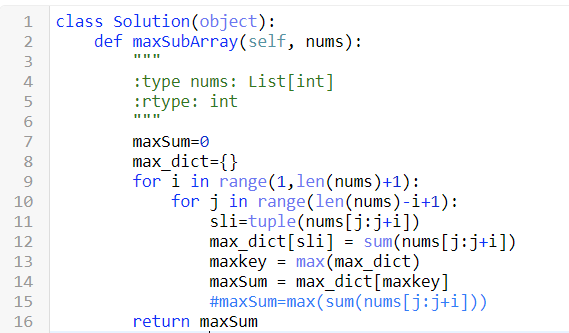 1 class Solution(object):
2     def maxSubArray(self, nums):
3         """
4         :type nums: List[int]
5         :rtype: int
6         """
7         maxSum=0
8         max_dict={}
9         for i in range(1,len(nums)+1):
10             for j in range(len(nums)-i+1):
11                 sli=tuple(nums[j:j+i])
12                 max_dict[sli] = sum(nums[j:j+i])
13                 maxkey = max(max_dict)
14                 maxSum = max_dict[maxkey]
15                 #maxSum=max(sum(nums[j:j+i]))
16         return maxSum